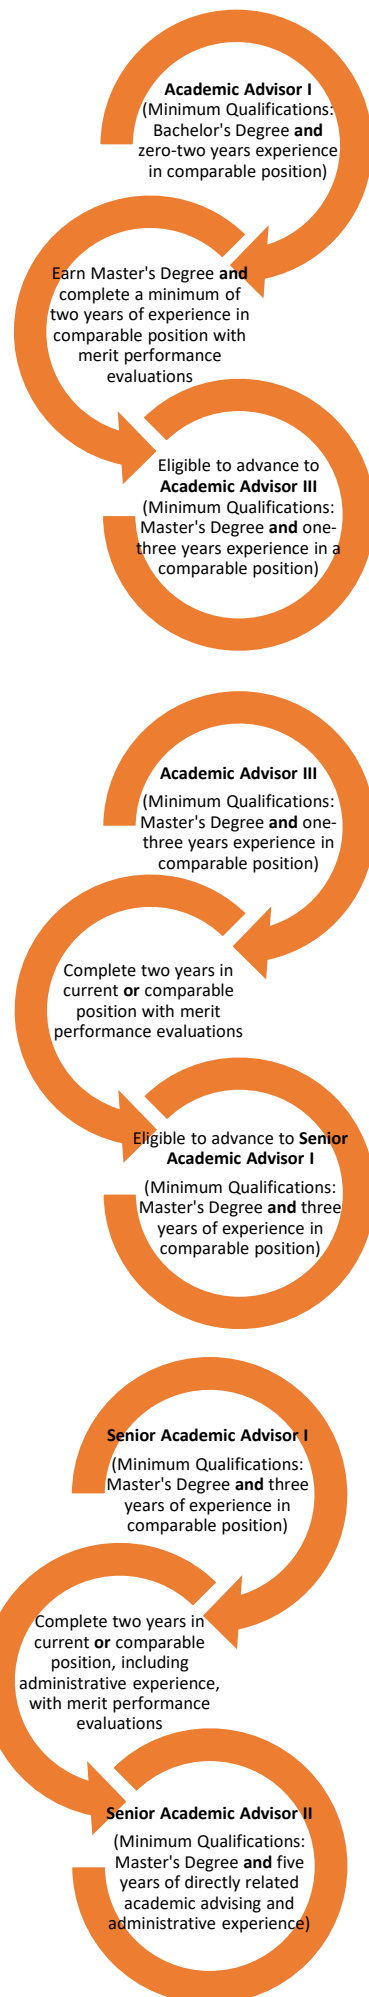 Academic Advisor I
(Minimum Qualifications:
Bachelor's Degree and
zero-two years experience
in comparable position)
Earn Master's Degree and
complete a minimum of
two years of experience in
comparable position with
merit performance
evaluations
Eligible to advance to
Academic Advisor III
(Minimum Qualifications:
Master's Degree and one-
three years experience in a
comparable position)
Academic Advisor III
(Minimum Qualifications:
Master's Degree and one-
three years experience in
comparable position)
Complete two years in
current or comparable
position with merit
performance evaluations
Eligible to advance to Senior
Academic Advisor I
(Minimum Qualifications:
Master's Degree and three
years of experience in
comparable position)
Senior Academic Advisor I
(Minimum Qualifications:
Master's Degree and three
years of experience in
comparable position)
Complete two years in
current or comparable
position, including
administrative experience,
with merit performance
evaluations
Senior Academic Advisor II
(Minimum Qualifications:
Master's Degree and five
years of directly related
academic advising and
administrative experience)